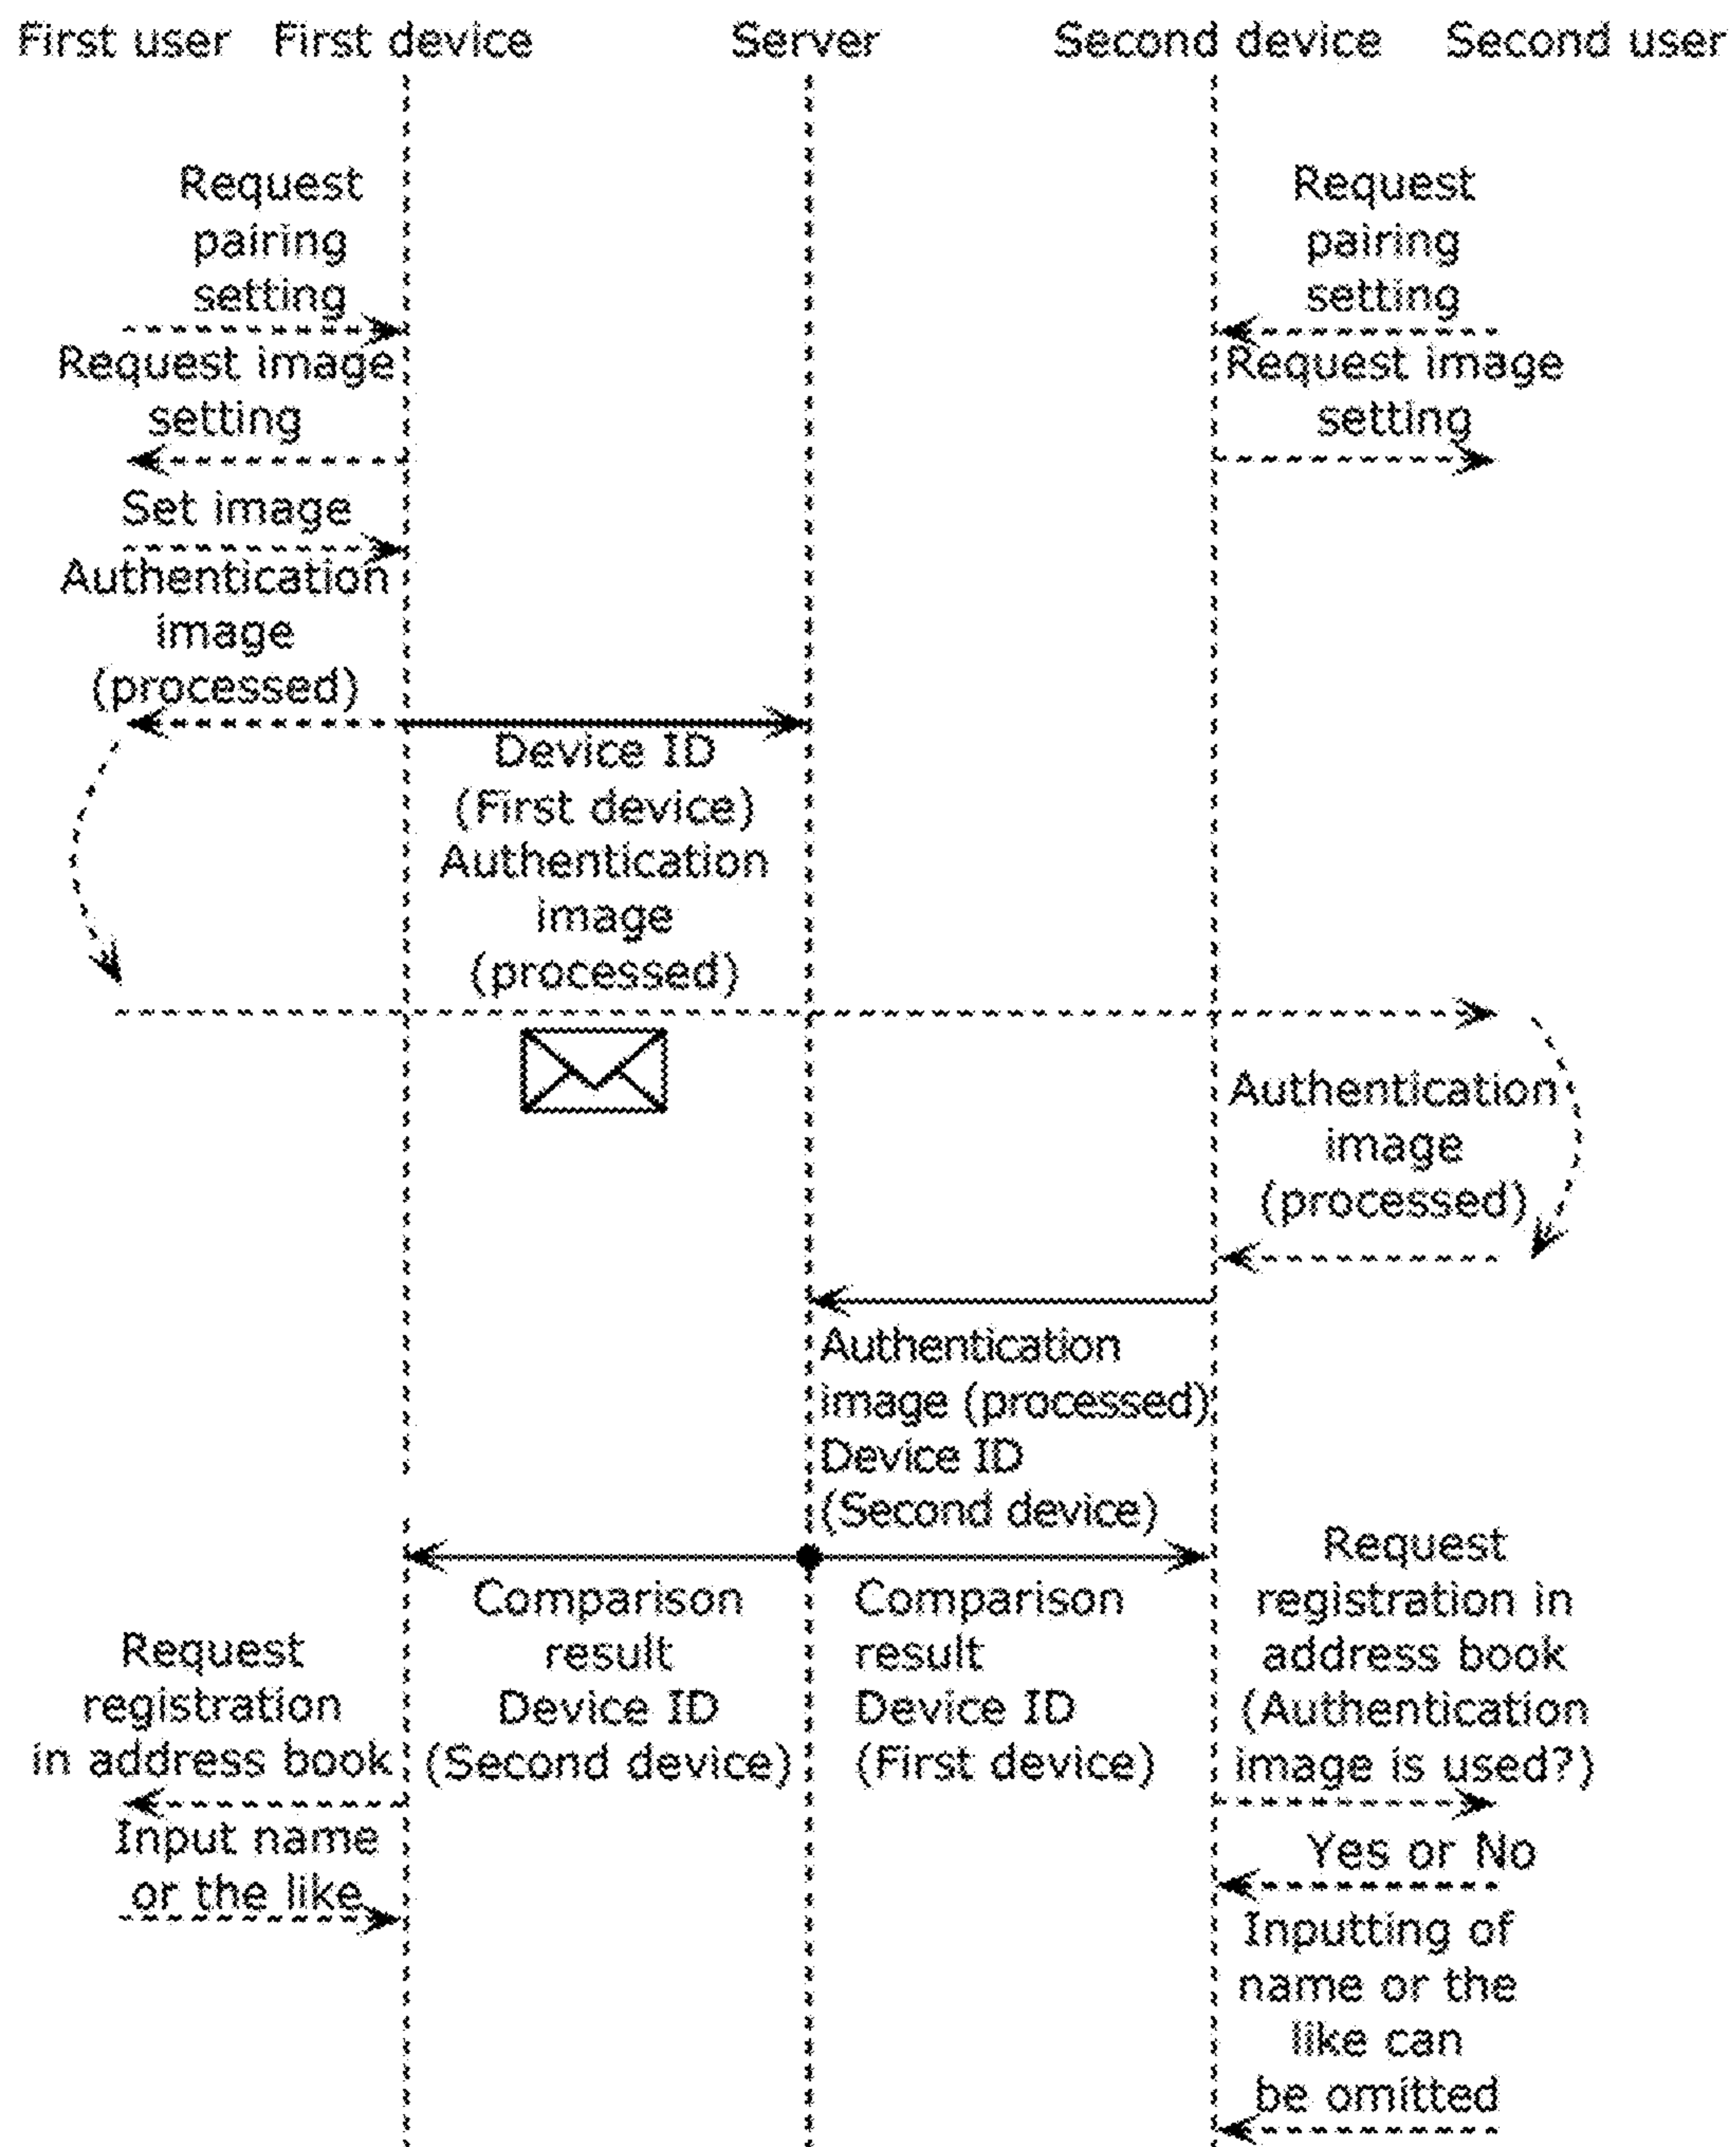 First user First device Server Second device Second user
Request
pairing
setting
Request
pairing
setting
Request image
setting
Request image
setting
Set image
Authentication
image
(processed)
Device ID
(First device)
Authentication
image
(processed)
Authentication
image
(processed)
Authentication
image (processed)
Device ID
(Second device)
Comparison
result
Device ID
(Second device)
Comparison
result
Device ID
(First device)
Request
registration in
address book
(Authentication
image is used?)
Request
registration
in address book
Input name
or the like
Yes or No
Inputting of
name or the
like can
be omitted